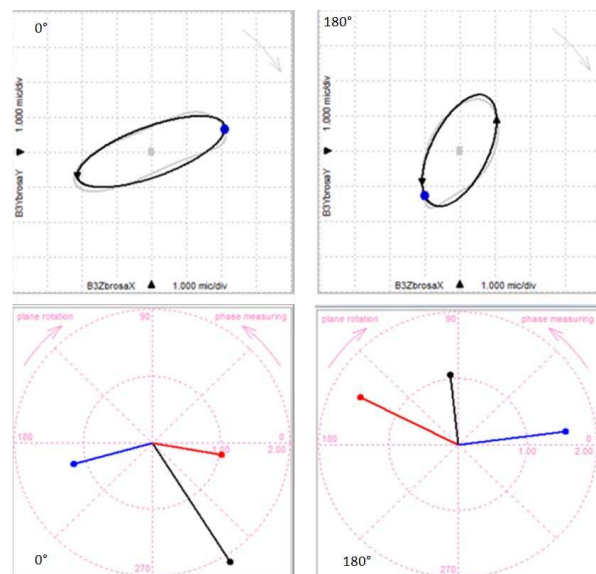 0°
1.000 mic/div
B3YbrosaY
B3ZbrosaX 1.000 mic/div
180°
1.000 mic/div
B3YbrosaY
B3ZbrosaX 1.000 mic/div
plane rotation
90
phase measuring
180
0
1.00
2.00
270
0°
plane rotation
90
phase measuring
180
0
1.00
2.00
270
180°